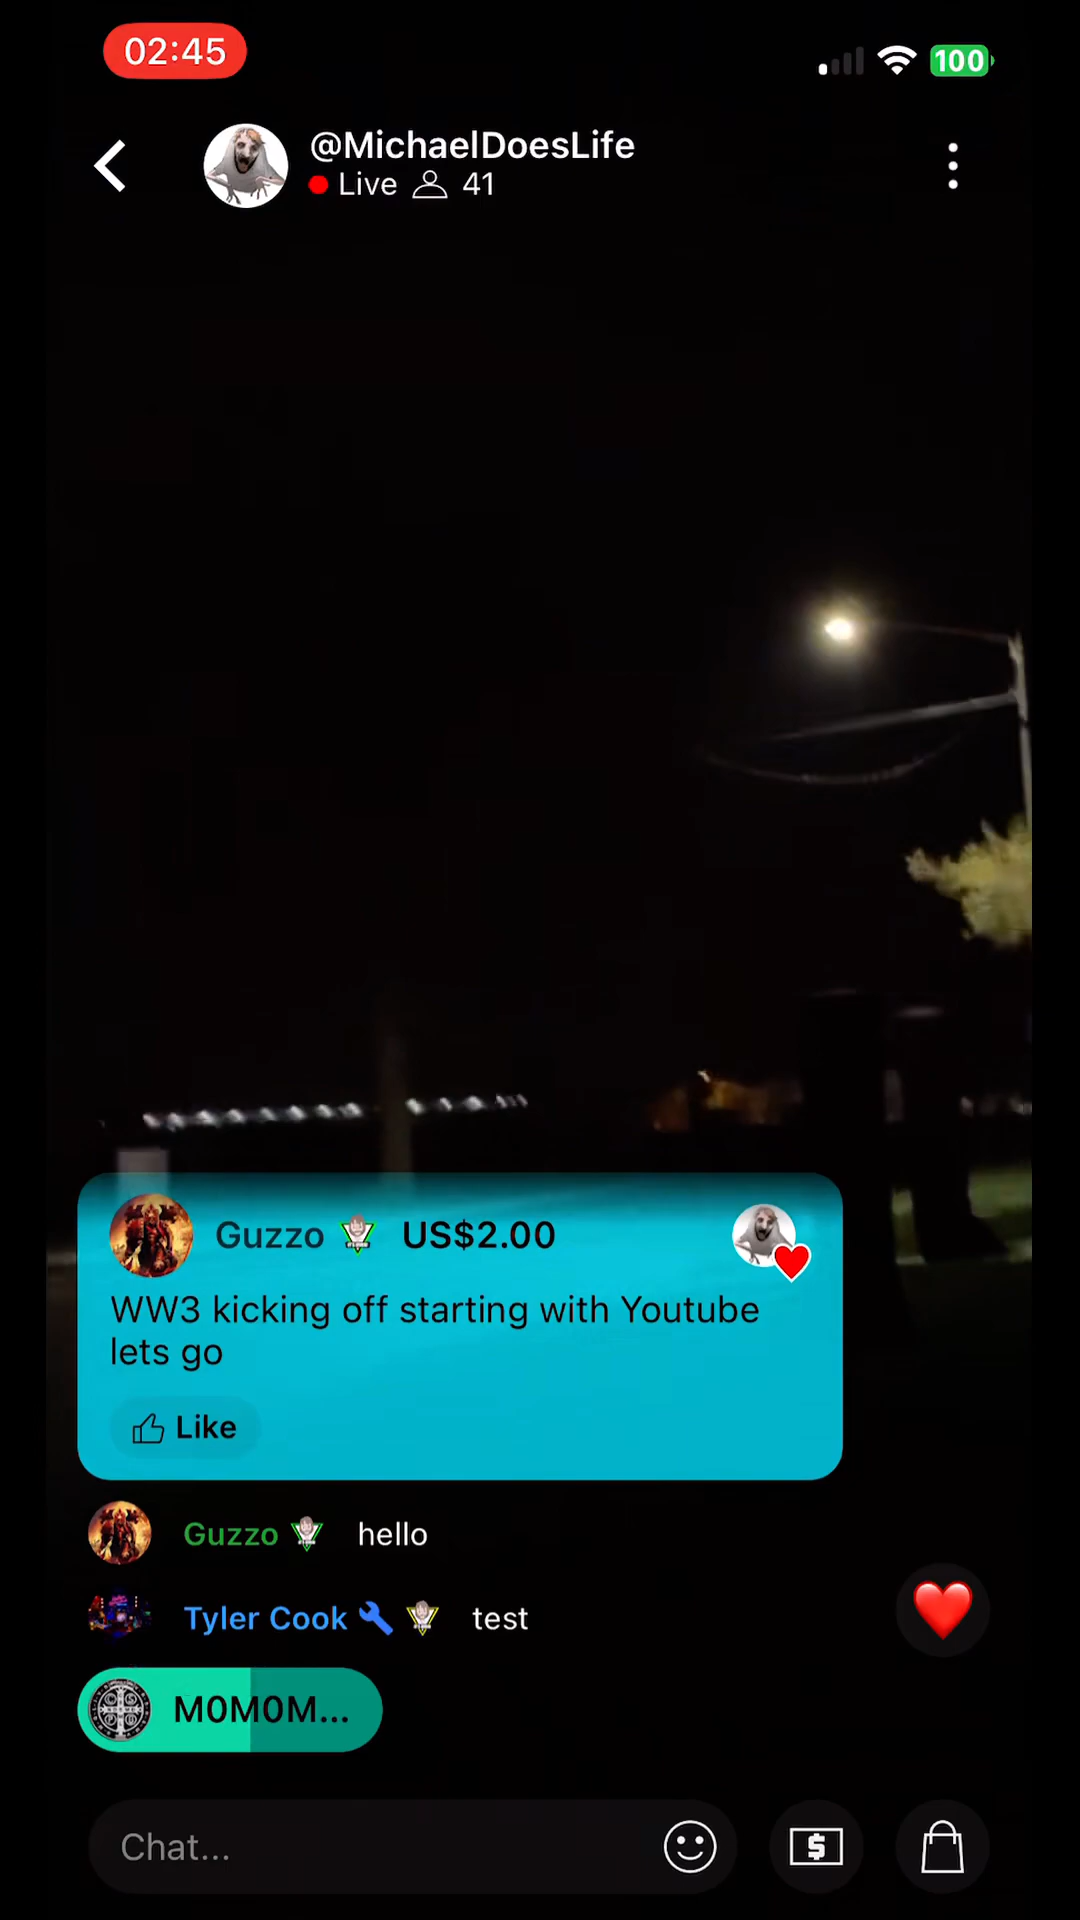 02:45
100
@MichaelDoesLife
Live 41
Guzzo US$2.00
WW3 kicking off starting with Youtube
lets go
Like
Guzzo hello
Tyler Cook test
M0M0M...
Chat...